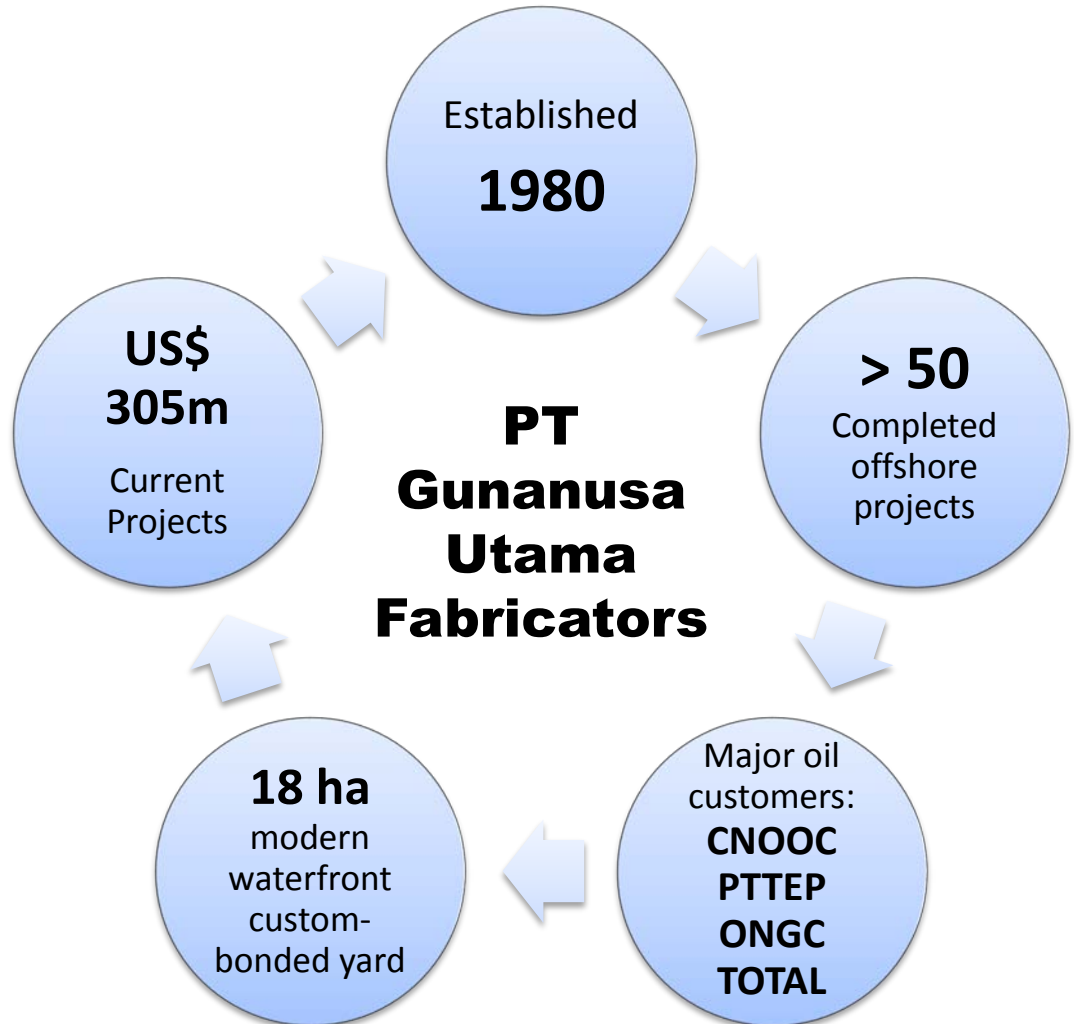 Established
1980
> 50
Completed
offshore
projects
Major oil
customers:
CNOOC
PTTEP
ONGC
TOTAL
18 ha
modern
waterfront
custom-
bonded yard
US$
305m
Current
Projects
PT
Gunanusa
Utama
Fabricators